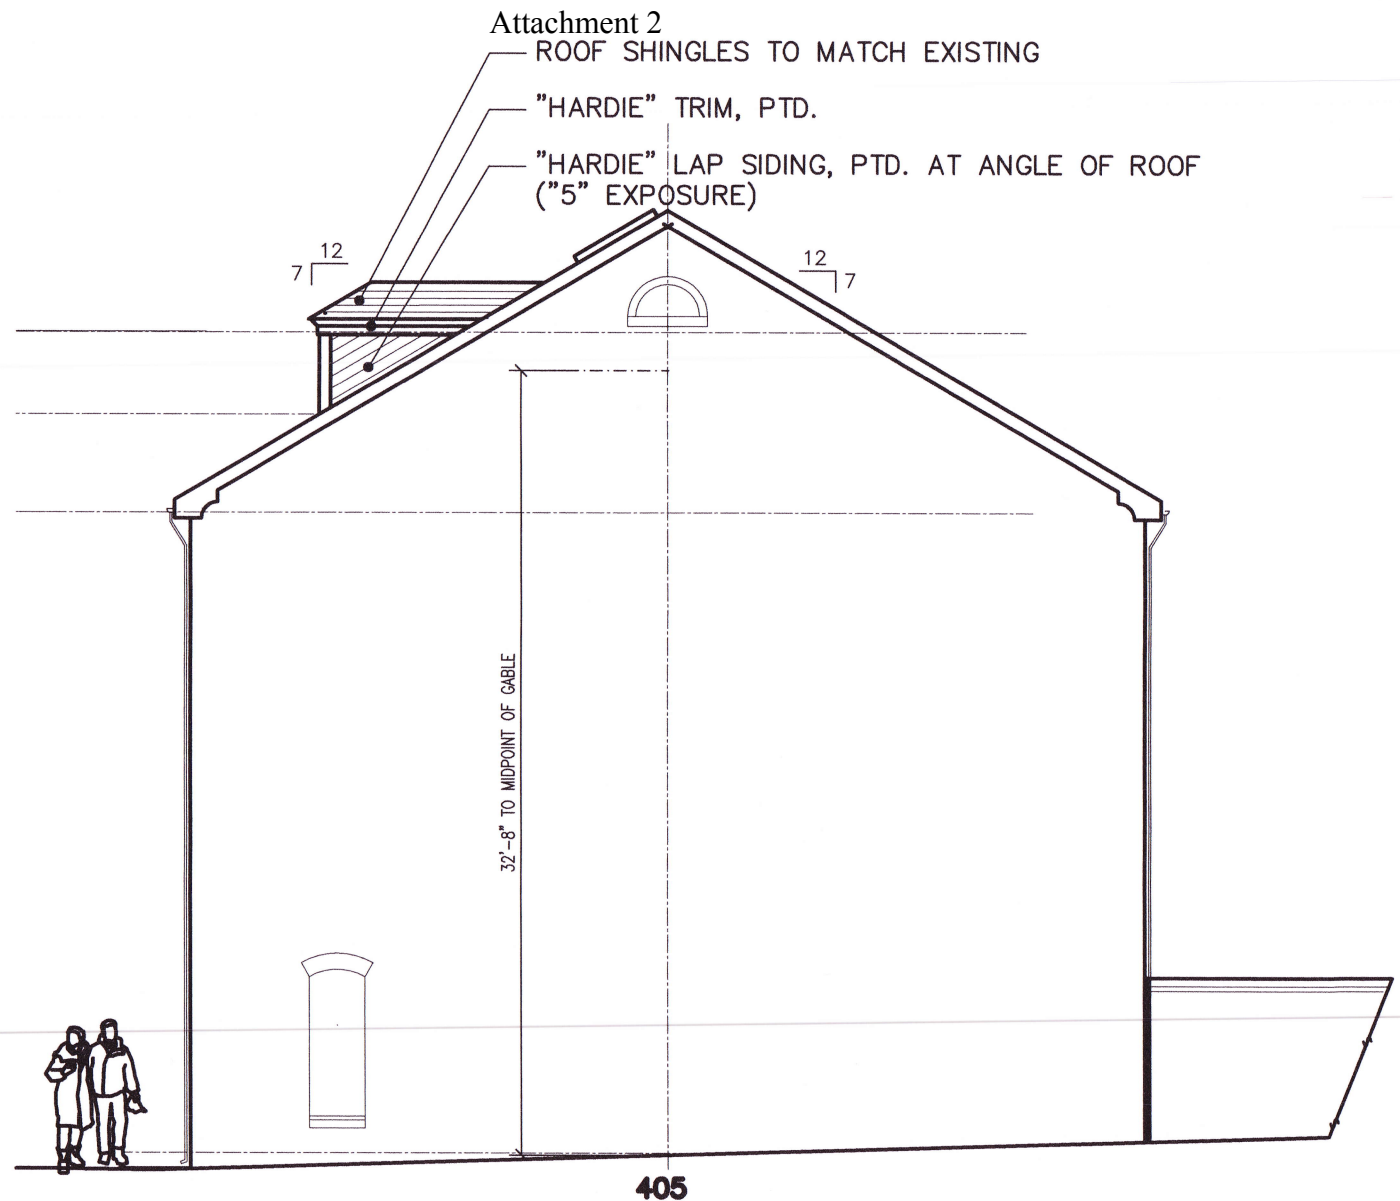 Attachment 2
ROOF SHINGLES TO MATCH EXISTING
"HARDIE" TRIM, PTD.
"HARDIE" LAP SIDING, PTD. AT ANGLE OF ROOF
("5" EXPOSURE)
12
7
12
7
32'-8" TO MIDPOINT OF GABLE
405